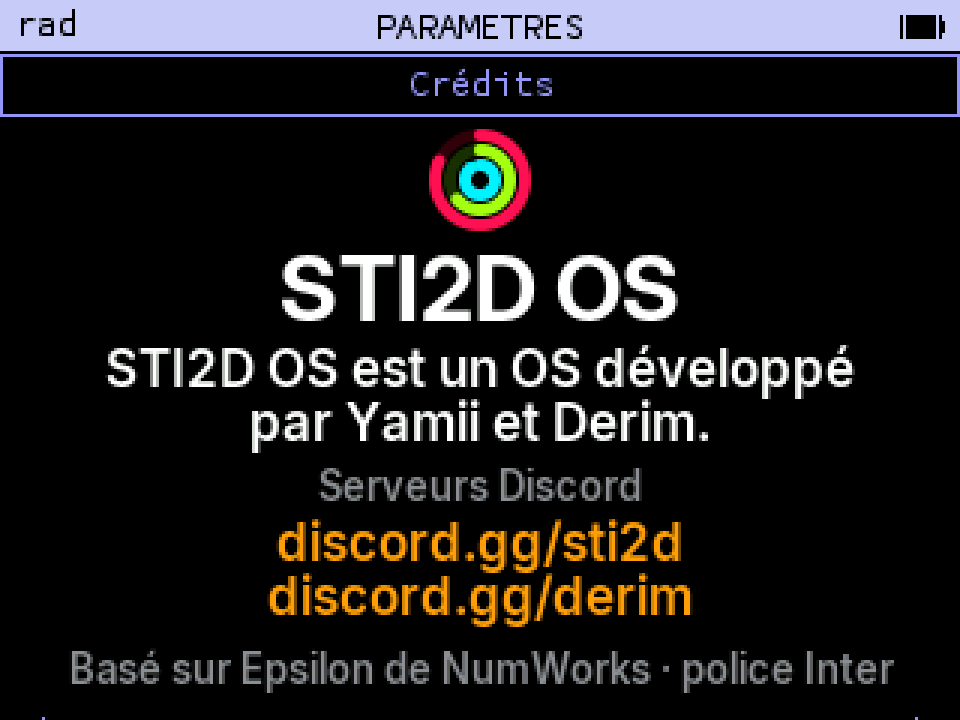 rad
PARAMETRES
Crédits
STI2D OS
STI2D OS est un OS développé
par Yamii et Derim.
Serveurs Discord
discord.gg/sti2d
discord.gg/derim
Basé sur Epsilon de NumWorks · police Inter